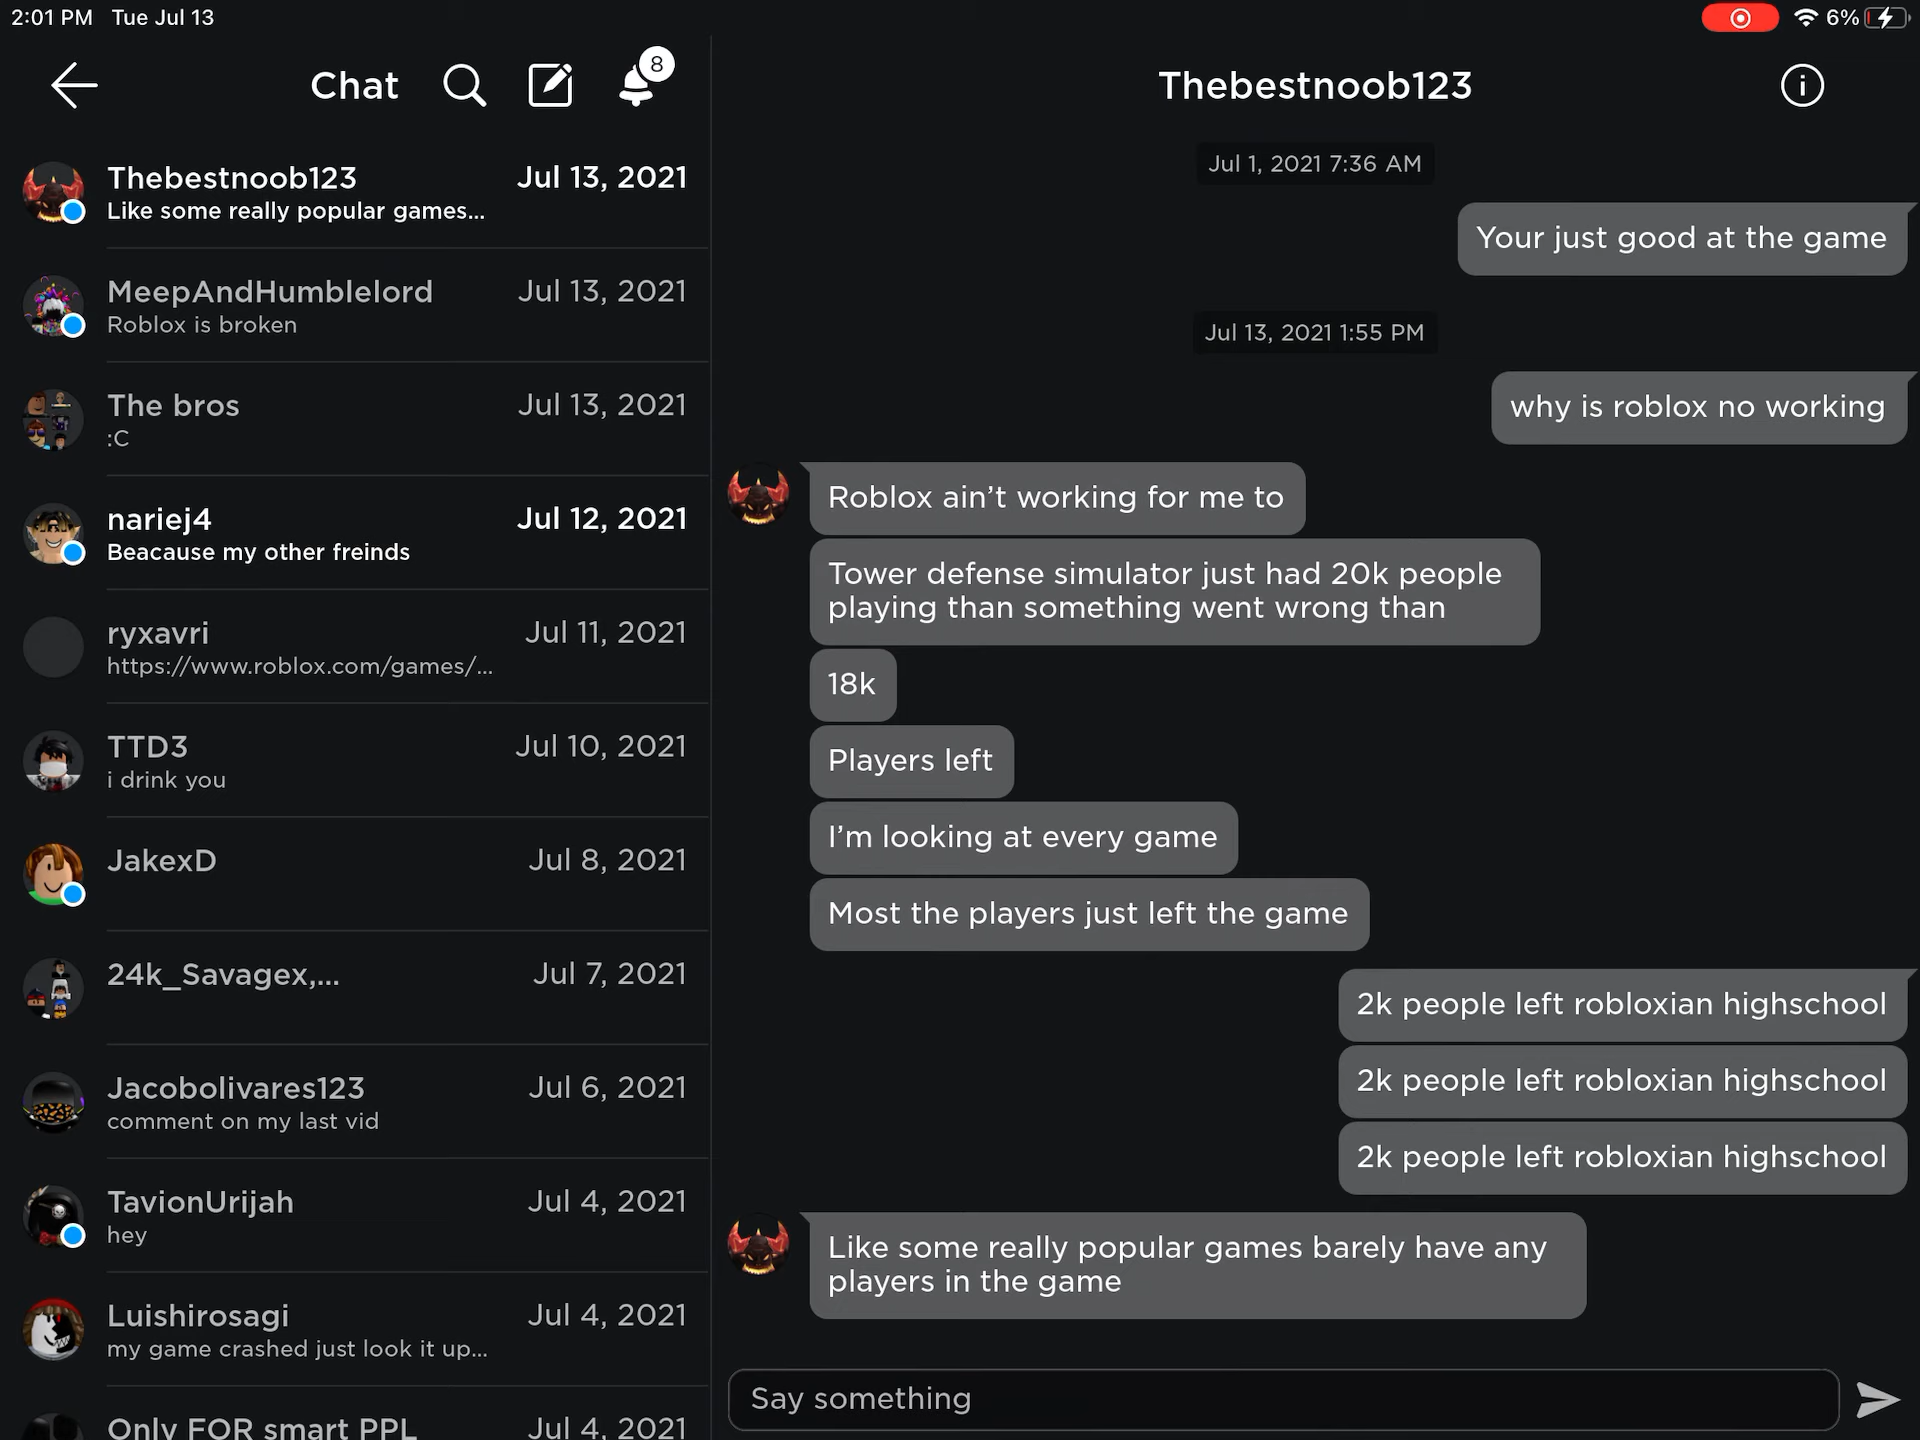 2:01 PM Tue Jul 13
6%
Chat
8
Thebestnoob123
Jul 13, 2021
Like some really popular games...
MeepAndHumblelord
Jul 13, 2021
Roblox is broken
The bros
Jul 13, 2021
:C
nariej4
Jul 12, 2021
Beacause my other freinds
ryxavri
Jul 11, 2021
https://www.roblox.com/games/...
TTD3
Jul 10, 2021
i drink you
JakexD
Jul 8, 2021
24k_Savagex,...
Jul 7, 2021
Jacobolivares123
Jul 6, 2021
comment on my last vid
TavionUrijah
Jul 4, 2021
hey
Luishirosagi
Jul 4, 2021
my game crashed just look it up...
Only FOR smart PPL
Jul 4, 2021
Thebestnoob123
Jul 1, 2021 7:36 AM
Your just good at the game
Jul 13, 2021 1:55 PM
why is roblox no working
Roblox ain’t working for me to
Tower defense simulator just had 20k people
playing than something went wrong than
18k
Players left
I’m looking at every game
Most the players just left the game
2k people left robloxian highschool
2k people left robloxian highschool
2k people left robloxian highschool
Like some really popular games barely have any
players in the game
Say something